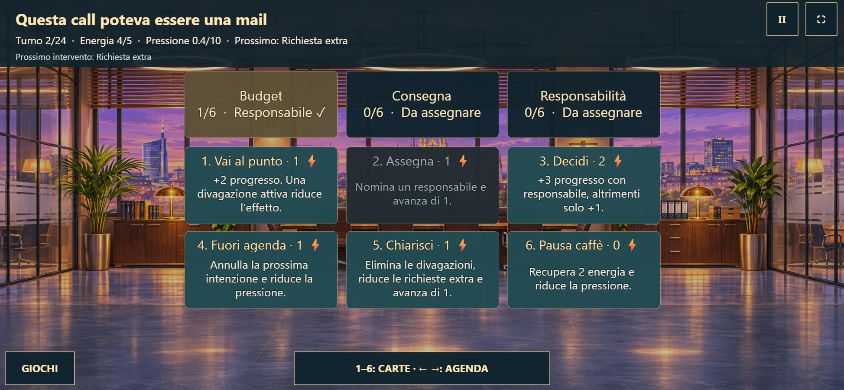 Questa call poteva essere una mail
Turno 2/24 · Energia 4/5 · Pressione 0.4/10 · Prossimo: Richiesta extra
Prossimo intervento: Richiesta extra
Budget
1/6 · Responsabile ✓
Consegna
0/6 · Da assegnare
Responsabilità
0/6 · Da assegnare
1. Vai al punto · 1 ⚡
+2 progresso. Una
divagazione attiva riduce
l'effetto.
2. Assegna · 1 ⚡
Nomina un responsabile e
avanza di 1.
3. Decidi · 2 ⚡
+3 progresso con
responsabile, altrimenti
solo +1.
4. Fuori agenda · 1 ⚡
Annulla la prossima
intenzione e riduce la
pressione.
5. Chiarisci · 1 ⚡
Elimina le divagazioni,
riduce le richieste extra e
avanza di 1.
6. Pausa caffè · 0 ⚡
Recupera 2 energia e
riduce la pressione.
GIOCHI
1–6: CARTE · ← →: AGENDA